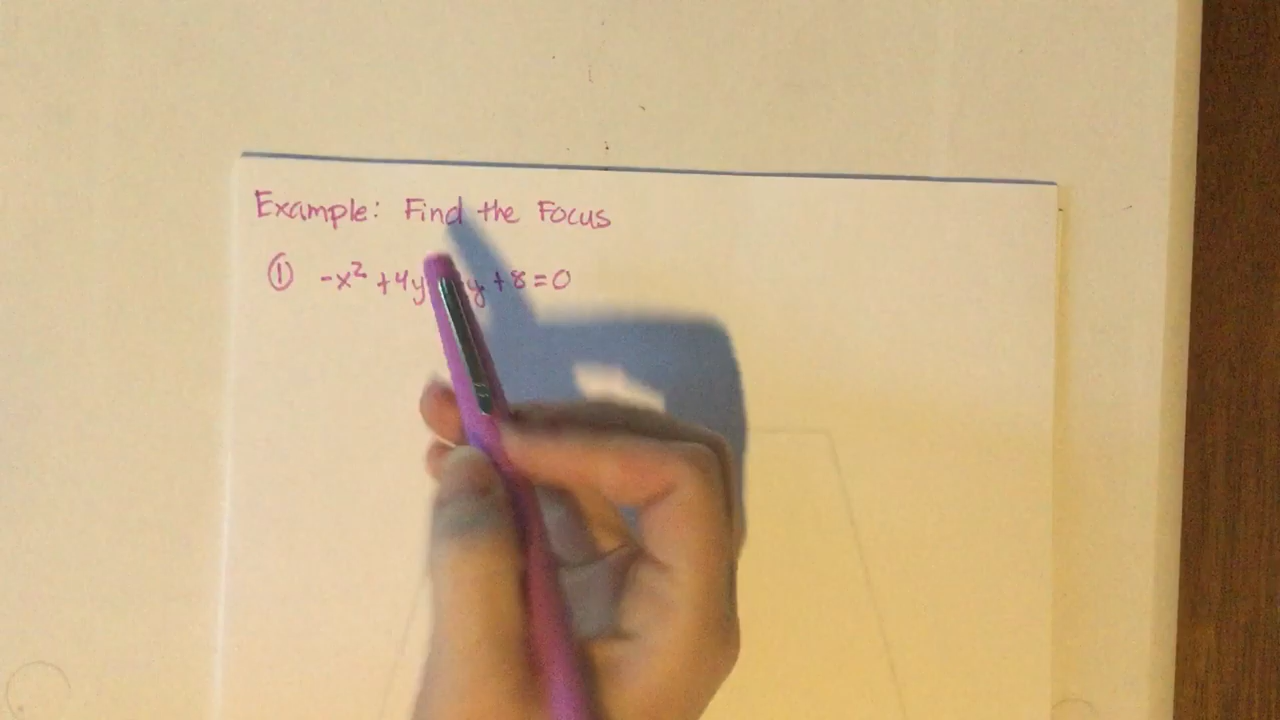 Example: Find the Focus
① -x² +4y y +8=0